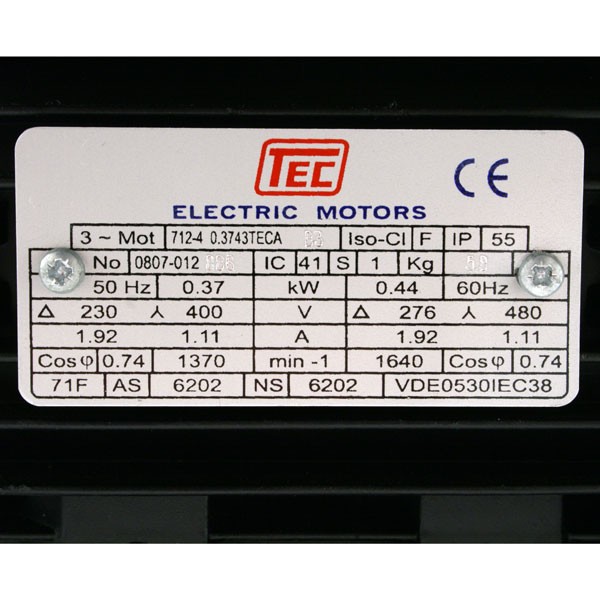 TEC
CE
ELECTRIC MOTORS
3 ~ Mot 712-4 0.3743TECA Iso-Cl F IP 55
No 0807-012 IC 41 S 1 Kg
50 Hz 0.37 kW 0.44 60Hz
Δ 230 ⅄ 400 V Δ 276 ⅄ 480
1.92 1.11 A 1.92 1.11
Cosφ 0.74 1370 min -1 1640 Cosφ 0.74
71F AS 6202 NS 6202 VDE0530IEC38